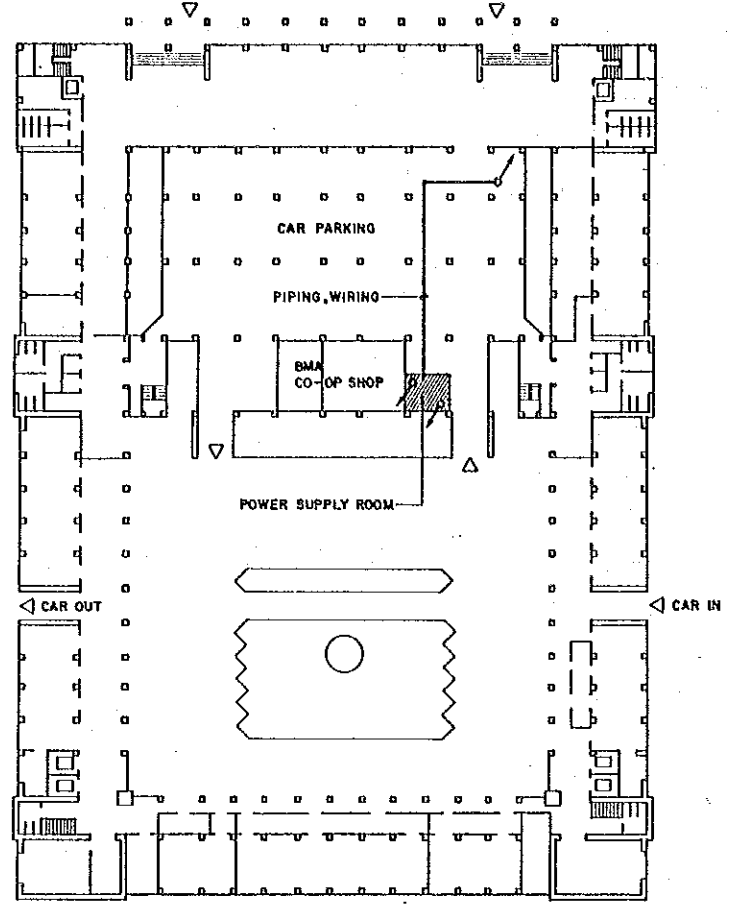 CAR PARKING
PIPING, WIRING
BMA
CO-OP SHOP
POWER SUPPLY ROOM
CAR OUT
CAR IN